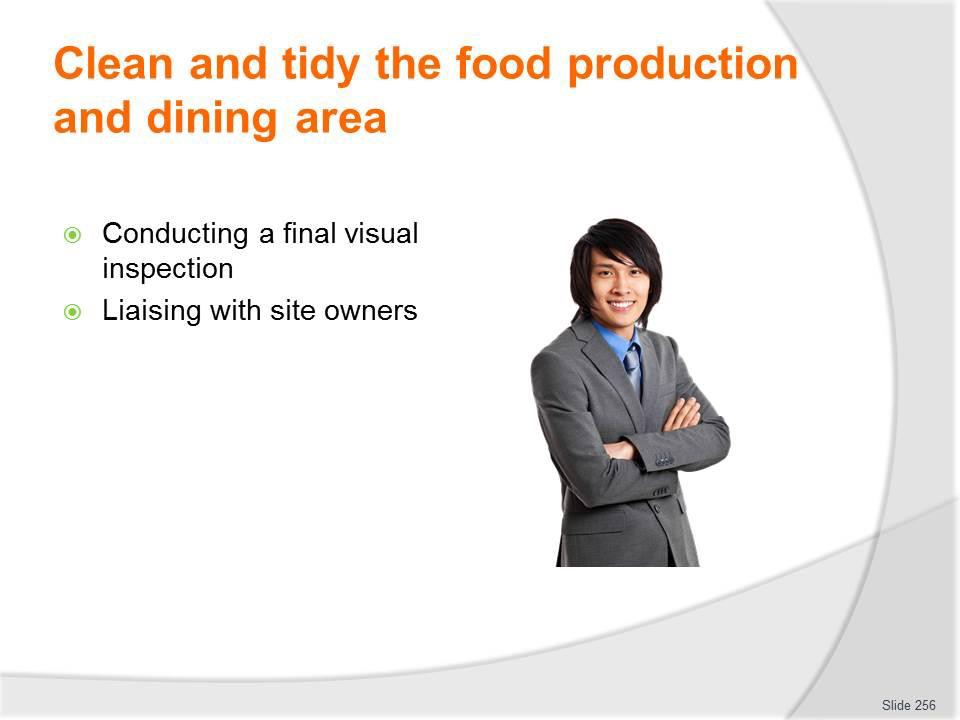 Clean and tidy the food production
and dining area
Conducting a final visual
inspection
Liaising with site owners
Slide 256